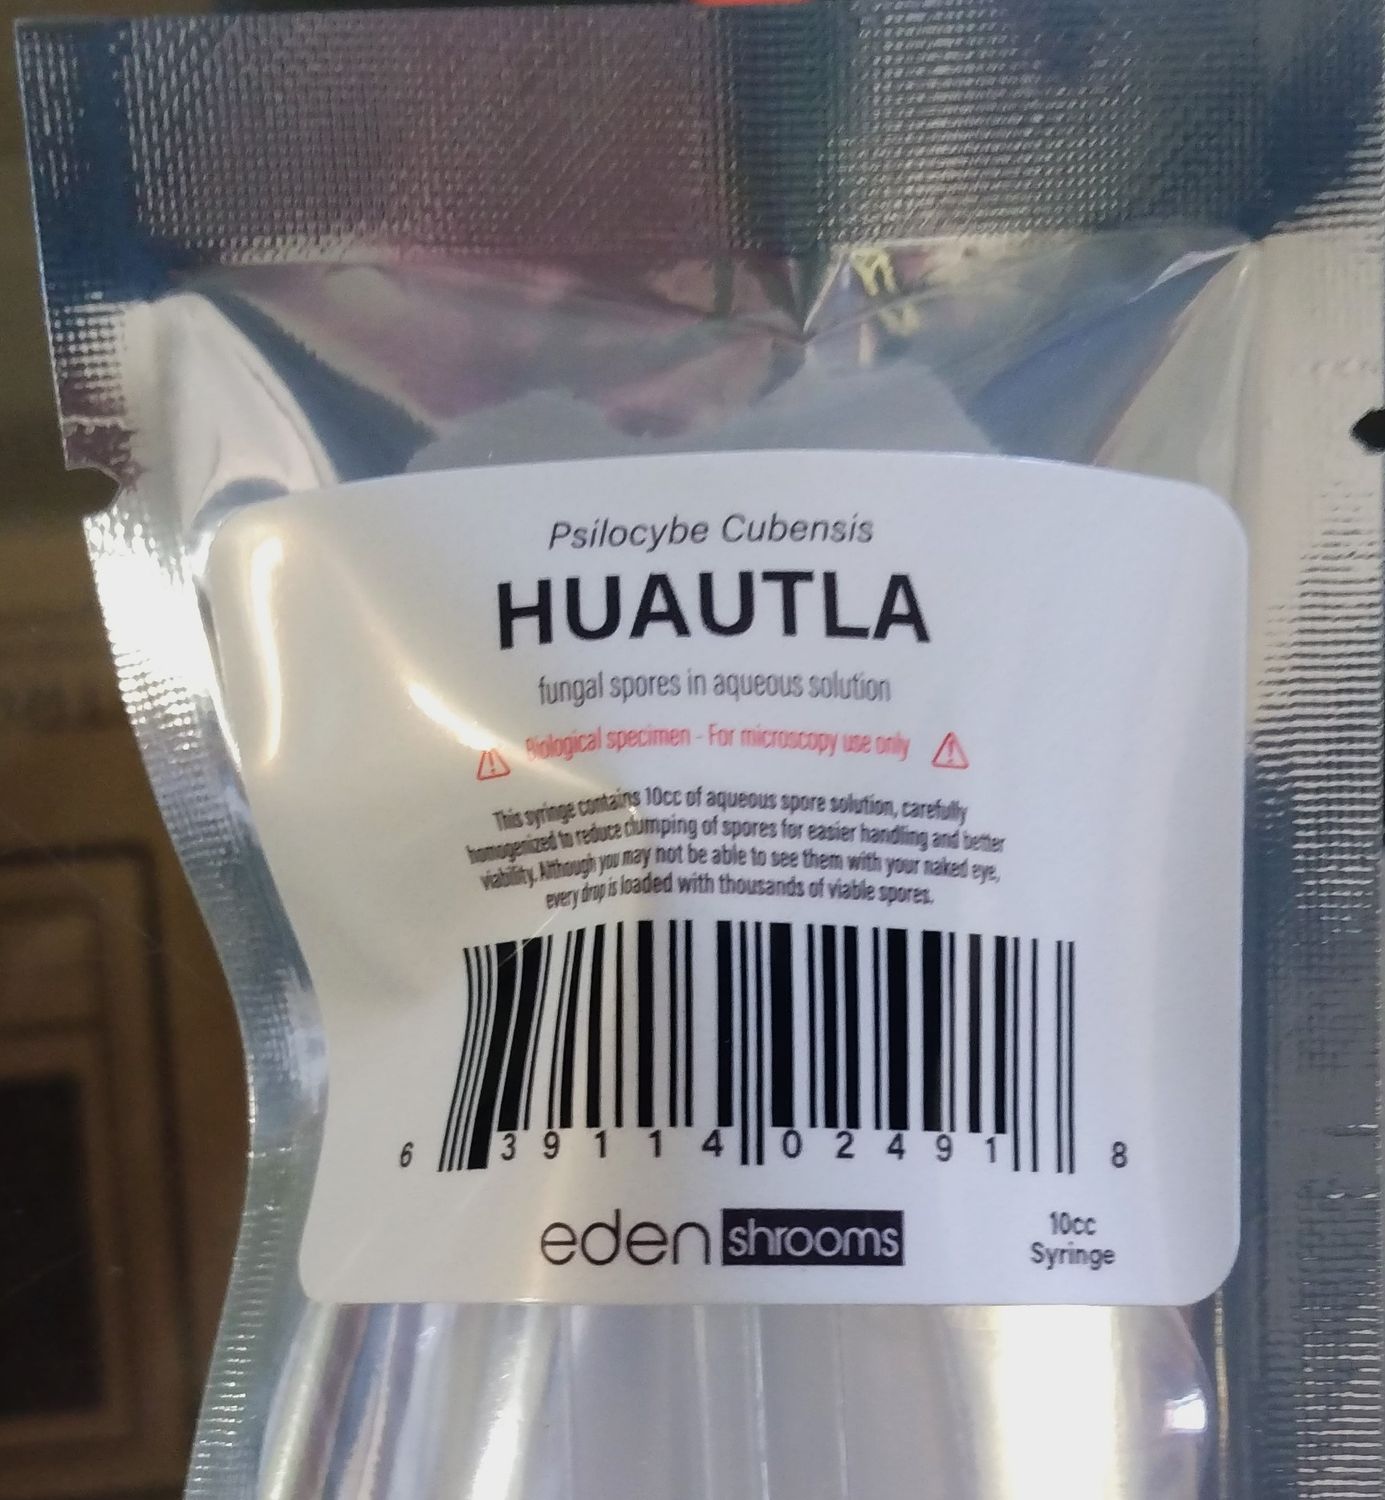 Psilocybe Cubensis
HUAUTLA
fungal spores in aqueous solution
Biological specimen - For microscopy use only
This syringe contains 10cc of aqueous spore solution, carefully
homogenized to reduce clumping of spores for easier handling and better
viability. Although you may not be able to see them with your naked eye,
every drop is loaded with thousands of viable spores.
6 39114 02491 8
eden shrooms
10cc
Syringe